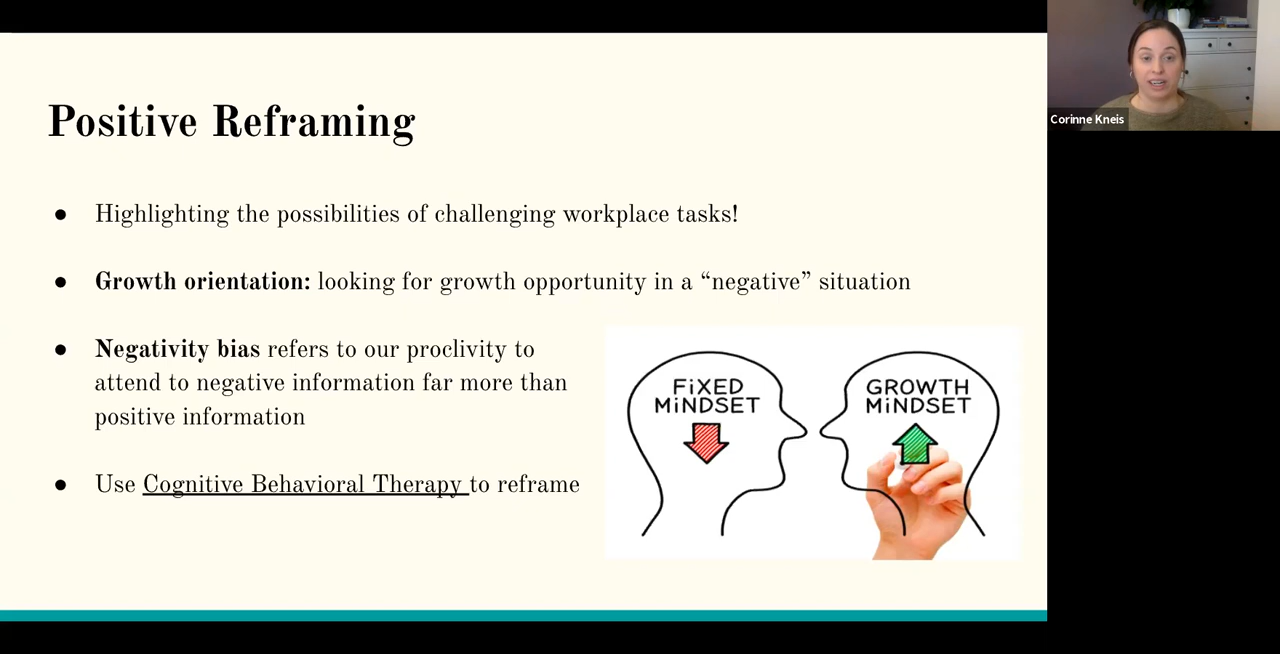 Positive Reframing
● Highlighting the possibilities of challenging workplace tasks!
● Growth orientation: looking for growth opportunity in a “negative” situation
● Negativity bias refers to our proclivity to
attend to negative information far more than
positive information
● Use Cognitive Behavioral Therapy to reframe
FiXED
MiNDSET
GROWTH
MiNDSET
Corinne Kneis